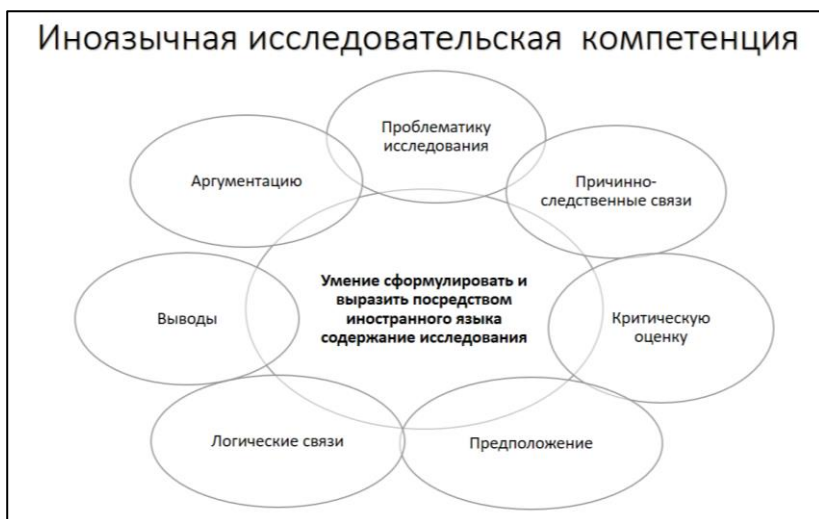 Иноязычная исследовательская компетенция
Проблематику
исследования
Аргументацию
Причинно-
следственные связи
Умение сформулировать и
выразить посредством
иностранного языка
содержание исследования
Выводы
Критическую
оценку
Логические связи
Предположение